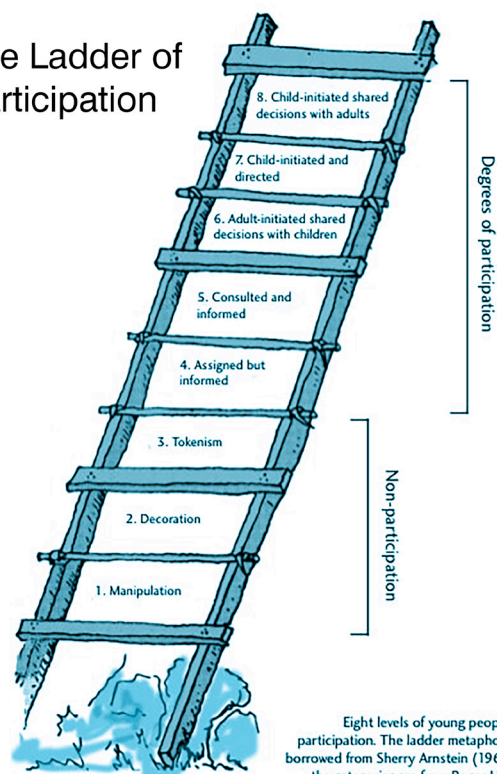 e Ladder of
rticipation
8. Child-initiated shared
decisions with adults
7. Child-initiated and
directed
6. Adult-initiated shared
decisions with children
5. Consulted and
informed
4. Assigned but
informed
3. Tokenism
2. Decoration
1. Manipulation
Degrees of participation
Non-participation
Eight levels of young peop
participation. The ladder metapho
borrowed from Sherry Arnstein (19